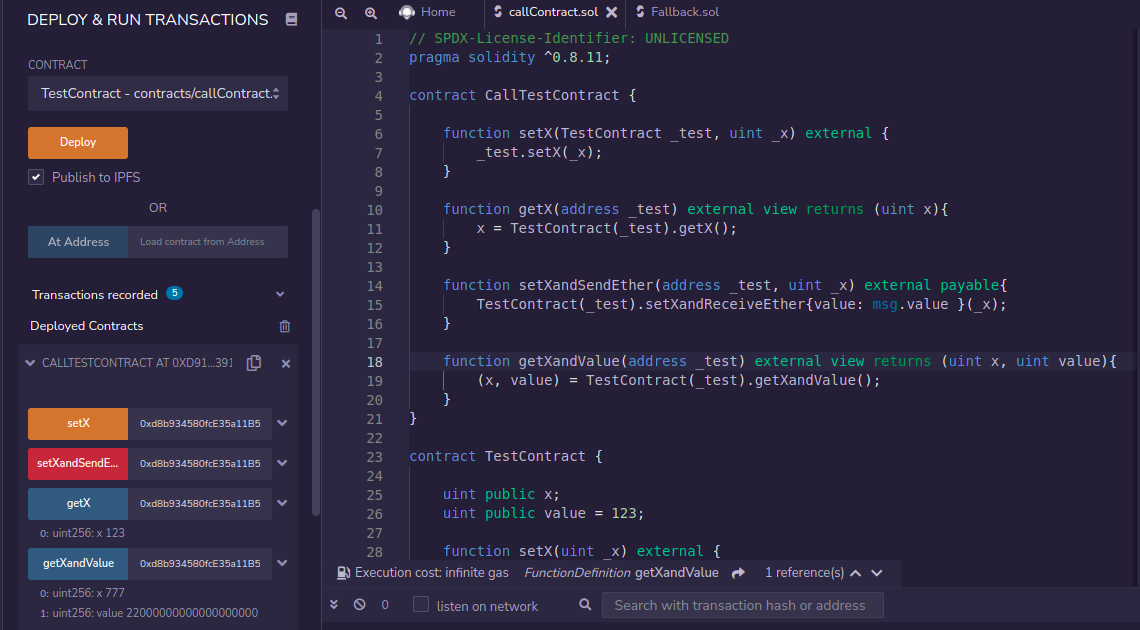 DEPLOY & RUN TRANSACTIONS
CONTRACT
TestContract - contracts/callContract.
Deploy
Publish to IPFS
OR
At Address
Load contract from Address
Transactions recorded 5
Deployed Contracts
CALLTESTCONTRACT AT 0XD91...391
setX 0xd8b934580fcE35a11B5
setXandSendE... 0xd8b934580fcE35a11B5
getX 0xd8b934580fcE35a11B5
0: uint256: x 123
getXandValue 0xd8b934580fcE35a11B5
0: uint256: x 777
1: uint256: value 22000000000000000000
Home callContract.sol Fallback.sol
1 // SPDX-License-Identifier: UNLICENSED
2 pragma solidity ^0.8.11;
3
4 contract CallTestContract {
5
6 function setX(TestContract _test, uint _x) external {
7 _test.setX(_x);
8 }
9
10 function getX(address _test) external view returns (uint x){
11 x = TestContract(_test).getX();
12 }
13
14 function setXandSendEther(address _test, uint _x) external payable{
15 TestContract(_test).setXandReceiveEther{value: msg.value }(_x);
16 }
17
18 function getXandValue(address _test) external view returns (uint x, uint value){
19 (x, value) = TestContract(_test).getXandValue();
20 }
21 }
22
23 contract TestContract {
24
25 uint public x;
26 uint public value = 123;
27
28 function setX(uint _x) external {
Execution cost: infinite gas FunctionDefinition getXandValue 1 reference(s)
0 listen on network Search with transaction hash or address